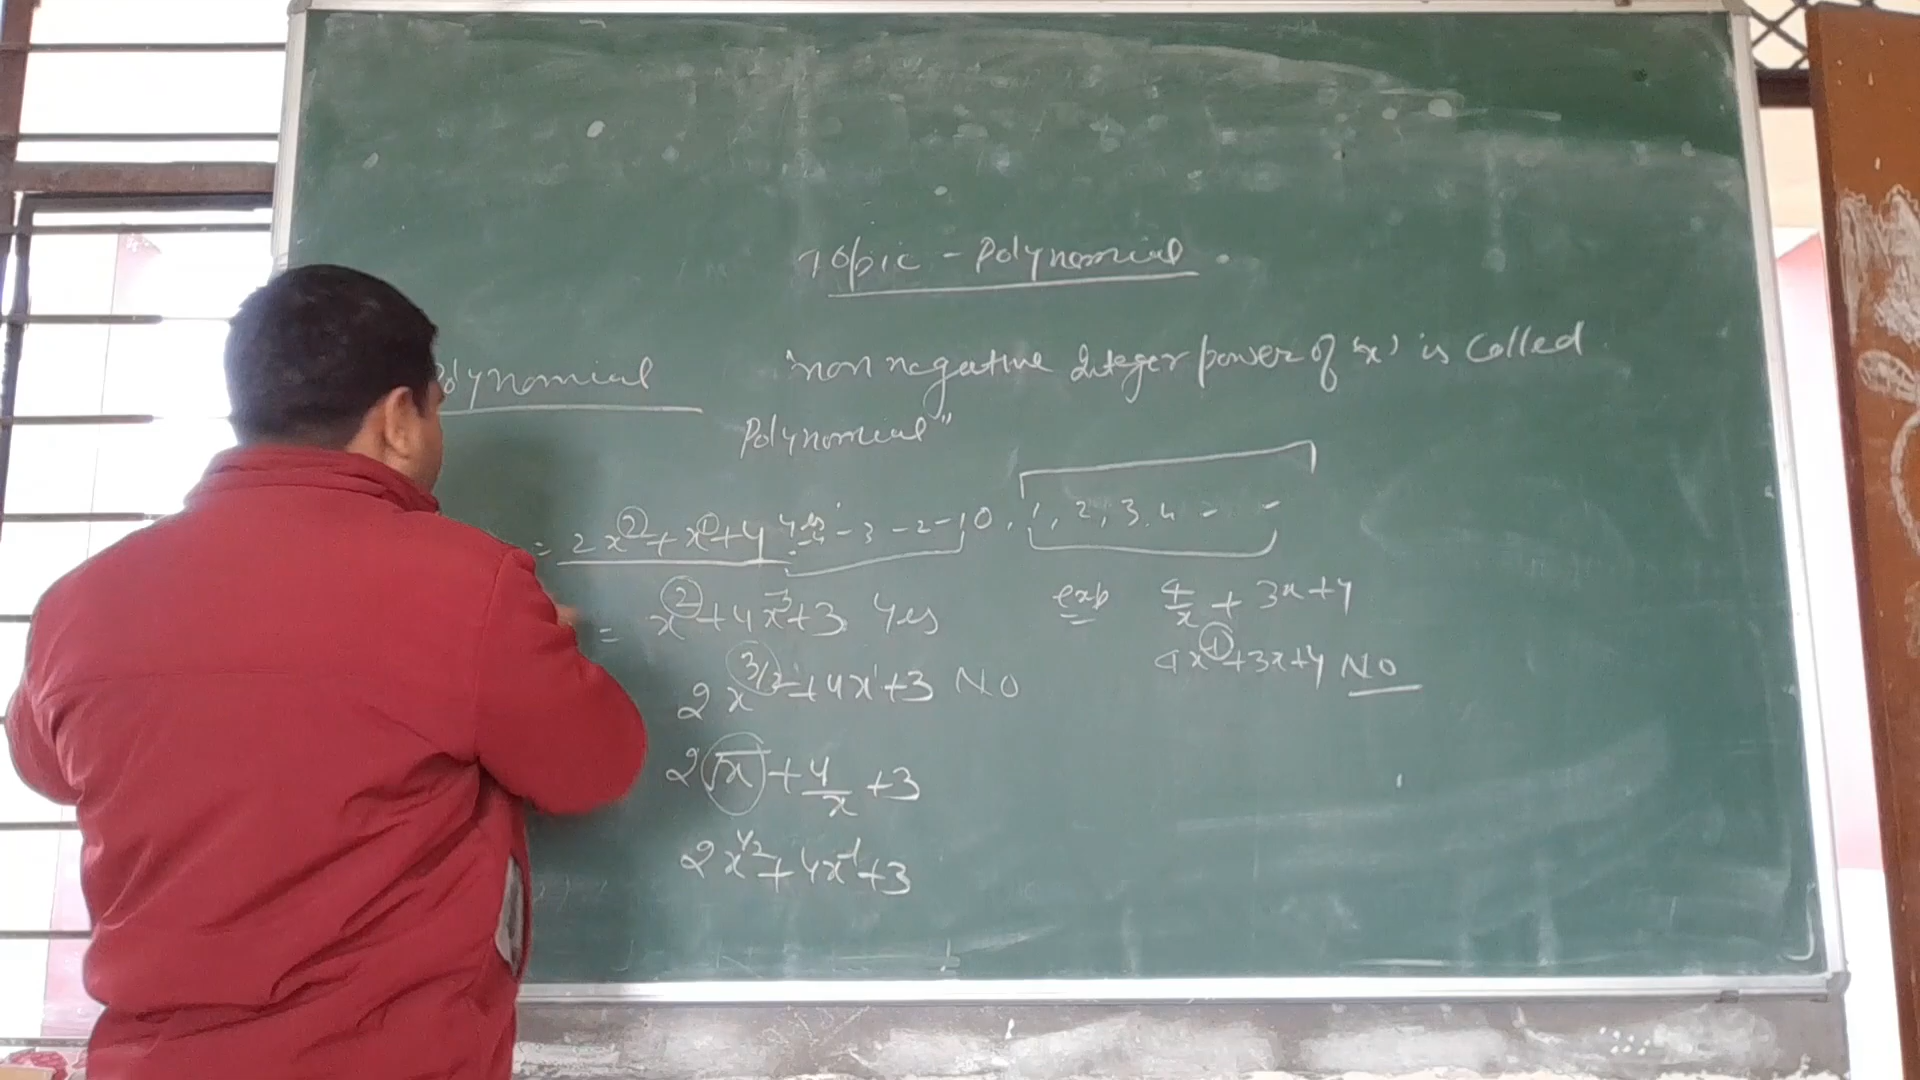 Topic - Polynomial .
Polynomial "non negative Integer power of 'x' is called
Polynomial"
= 2x² + x¹ + 4 Yes -4 -3 -2 -1 0, 1, 2, 3. 4 - -
= x² + 4x⁻³ + 3 Yes
2x^3/2 + 4x¹ + 3 NO
2√x + 4/x + 3
2x^1/2 + 4x⁻¹ + 3
exp 4/x + 3x + 4
4x⁻¹ + 3x + 4 NO